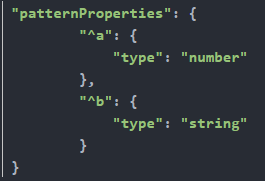 "patternProperties": {
"^a": {
"type": "number"
},
"^b": {
"type": "string"
}
}